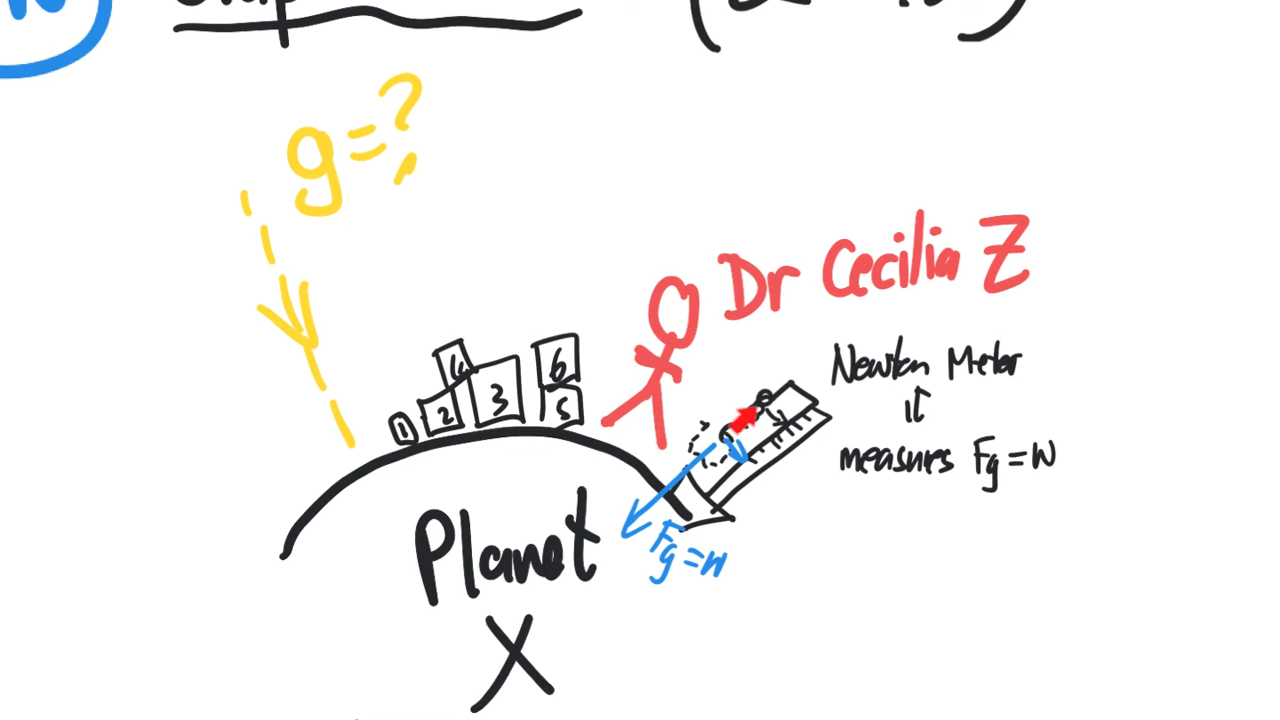 g=?
Dr Cecilia Z
Newton Meter
measures Fg = W
4
6
1
2
3
5
Fg = W
Planet
X